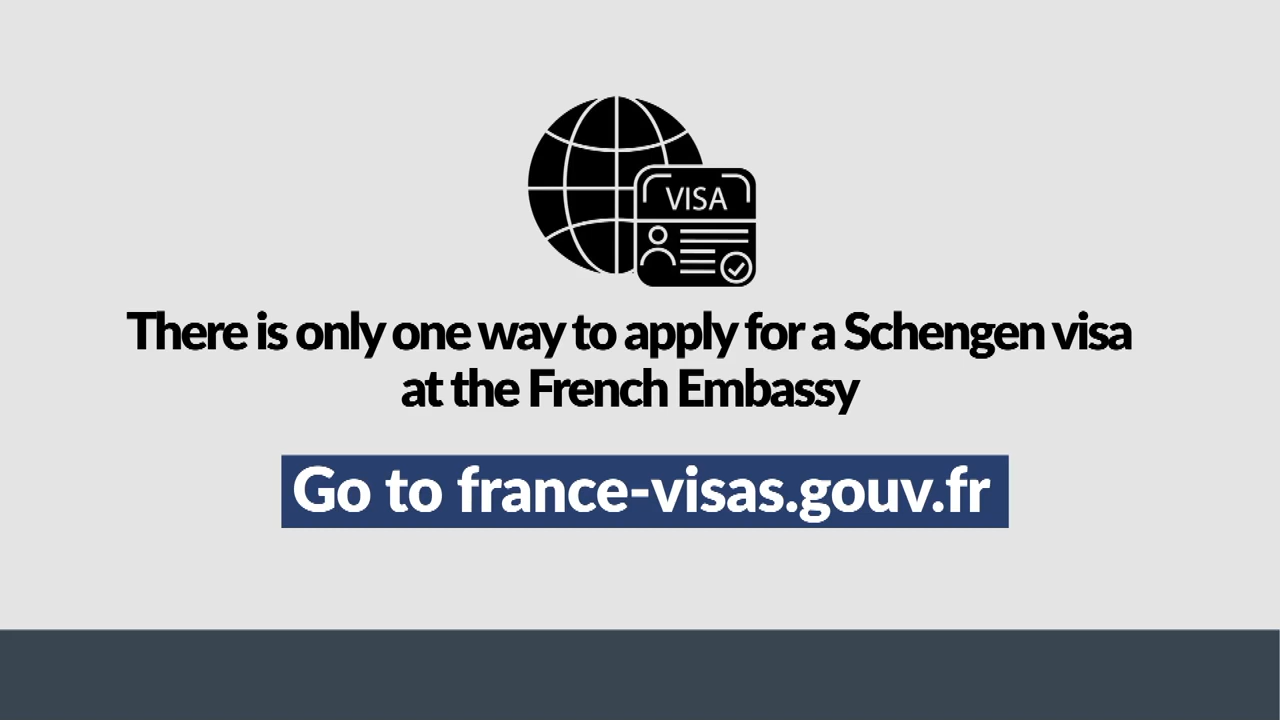 VISA
There is only one way to apply for a Schengen visa
at the French Embassy
Go to france-visas.gouv.fr